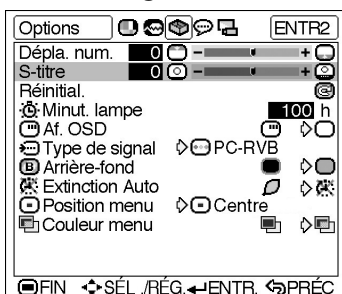 Options ENTR2
Dépla. num. 0 − +
S-titre 0 − +
Réinitial.
Minut. lampe 100 h
Af. OSD
Type de signal PC-RVB
B Arrière-fond
Extinction Auto
Position menu Centre
Couleur menu
FIN SÉL./RÉG. ENTR. PRÉC